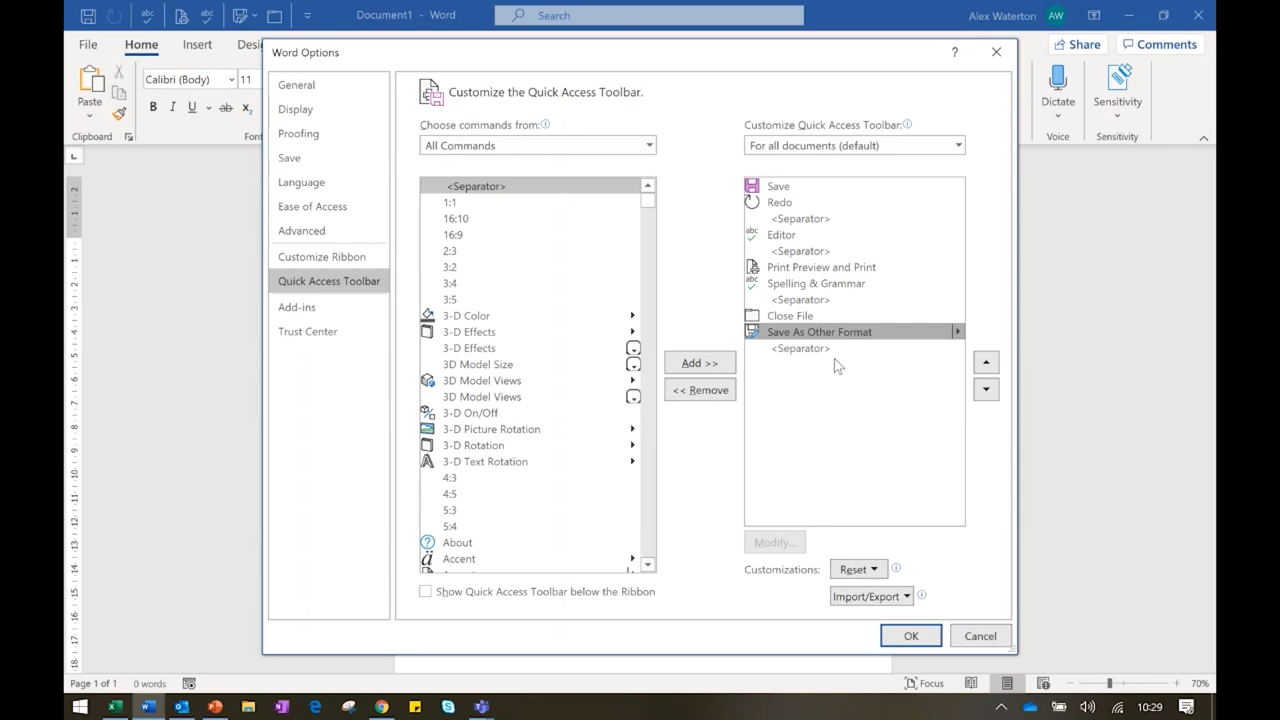 Document1 - Word
Search
Alex Waterton AW
File Home Insert Desi
Share Comments
Word Options
?
Calibri (Body) 11
Paste
B I U ab x₂
Clipboard Font
Dictate Sensitivity
Voice Sensitivity
General
Display
Proofing
Save
Language
Ease of Access
Advanced
Customize Ribbon
Quick Access Toolbar
Add-ins
Trust Center
Customize the Quick Access Toolbar.
Choose commands from:
All Commands
<Separator>
1:1
16:10
16:9
2:3
3:2
3:4
3:5
3-D Color
3-D Effects
3-D Effects
3D Model Size
3D Model Views
3D Model Views
3-D On/Off
3-D Picture Rotation
3-D Rotation
3-D Text Rotation
4:3
4:5
5:3
5:4
About
Accent
Show Quick Access Toolbar below the Ribbon
Add >>
<< Remove
Customize Quick Access Toolbar:
For all documents (default)
Save
Redo
<Separator>
abc Editor
<Separator>
Print Preview and Print
abc Spelling & Grammar
<Separator>
Close File
Save As Other Format
<Separator>
Modify...
Customizations: Reset
Import/Export
OK Cancel
Page 1 of 1 0 words
Focus
70%
10:29